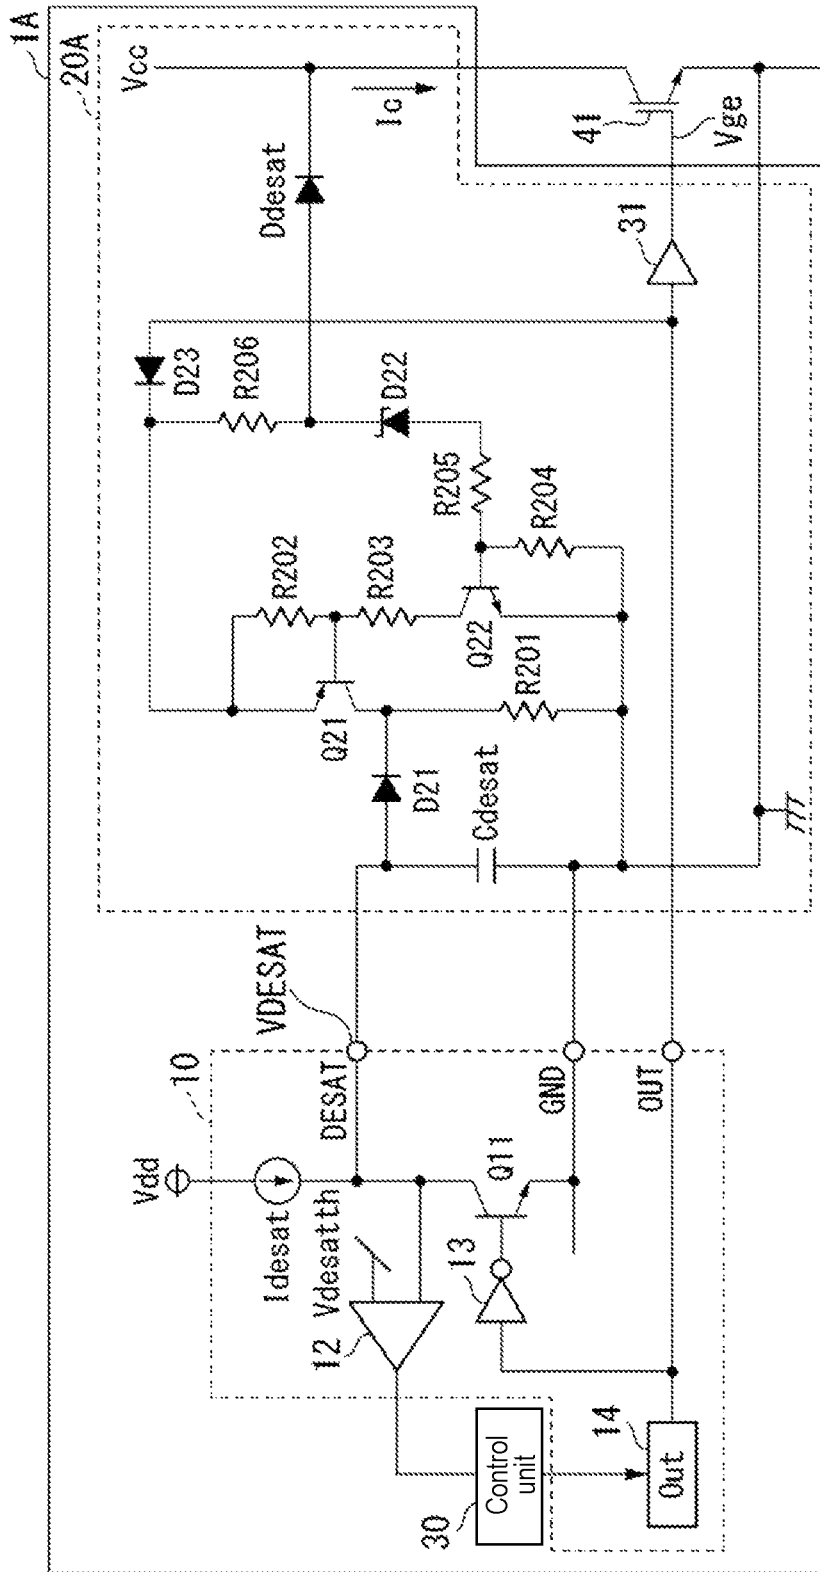 1A
20A
Vcc
Ic
41
Vge
Ddesat
31
D23
R206
D22
R205
R204
R202
R203
Q22
R201
Q21
D21
Cdesat
VDESAT
10
DESAT
GND
OUT
Vdd
Idesat
Vdesatth
Q11
13
12
14
Out
Control
unit
30